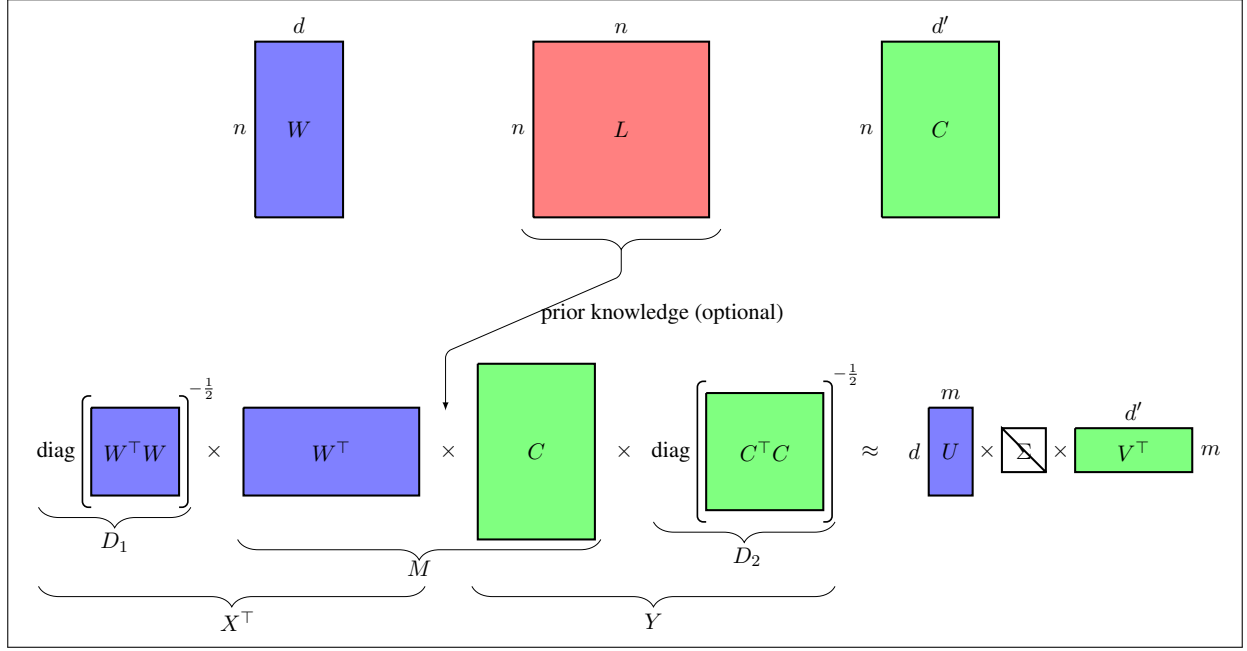 d n d′
n W n L n C
prior knowledge (optional)
diag [W⊤W]^{-1/2} × W⊤ × C × diag [C⊤C]^{-1/2} ≈ d U m × Σ × V⊤ d′ m
D₁ M D₂
X⊤ Y